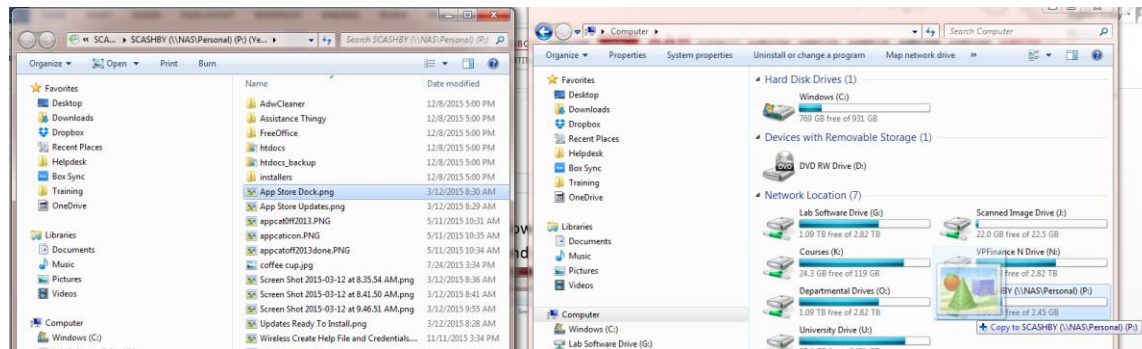 « SCA... ▸ SCASHBY (\\NAS\Personal) (P:) (Ye... ▸
Search SCASHBY (\\NAS\Personal) (P:)
Organize Open Print Burn
Favorites
Desktop
Downloads
Dropbox
Recent Places
Helpdesk
Box Sync
Training
OneDrive
Libraries
Documents
Music
Pictures
Videos
Computer
Windows (C:)
Name Date modified
AdwCleaner 12/8/2015 5:00 PM
Assistance Thingy 12/8/2015 5:00 PM
FreeOffice 12/8/2015 5:00 PM
htdocs 12/8/2015 5:00 PM
htdocs_backup 12/8/2015 5:00 PM
installers 12/8/2015 5:00 PM
App Store Dock.png 3/12/2015 8:30 AM
App Store Updates.png 3/12/2015 8:29 AM
appcat0ff2013.PNG 5/11/2015 10:31 AM
appcaticon.PNG 5/11/2015 10:35 AM
appcatoff2013done.PNG 5/11/2015 10:34 AM
coffee cup.jpg 7/24/2015 3:34 PM
Screen Shot 2015-03-12 at 8.35.54 AM.png 3/12/2015 8:36 AM
Screen Shot 2015-03-12 at 8.41.50 AM.png 3/12/2015 8:41 AM
Screen Shot 2015-03-12 at 9.46.51 AM.png 3/12/2015 9:55 AM
Updates Ready To Install.png 3/12/2015 8:28 AM
Wireless Create Help File and Credentials.... 11/11/2015 3:34 PM
▸ Computer ▸
Search Computer
Organize Properties System properties Uninstall or change a program Map network drive »
Favorites
Desktop
Downloads
Dropbox
Recent Places
Helpdesk
Box Sync
Training
OneDrive
Libraries
Documents
Music
Pictures
Videos
Computer
Windows (C:)
Lab Software Drive (G:)
Hard Disk Drives (1)
Windows (C:)
769 GB free of 931 GB
Devices with Removable Storage (1)
DVD RW Drive (D:)
Network Location (7)
Lab Software Drive (G:)
1.09 TB free of 2.82 TB
Scanned Image Drive (J:)
22.0 GB free of 22.5 GB
Courses (K:)
24.3 GB free of 119 GB
VPFinance N Drive (N:)
free of 2.82 TB
Departmental Drives (O:)
1.09 TB free of 2.82 TB
HBY (\\NAS\Personal) (P:)
free of 2.45 GB
University Drive (U:)
Copy to SCASHBY (\\NAS\Personal) (P:)